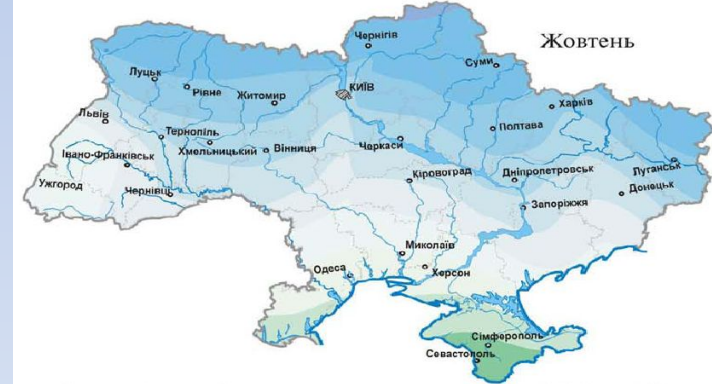 Жовтень
Чернігів
Суми
Луцьк
Рівне
Житомир
КИЇВ
Харків
Львів
Тернопіль
Полтава
Хмельницький
Вінниця
Черкаси
Івано-Франківськ
Луганськ
Кіровоград
Дніпропетровськ
Ужгород
Чернівці
Донецьк
Запоріжжя
Миколаїв
Одеса
Херсон
Сімферополь
Севастополь